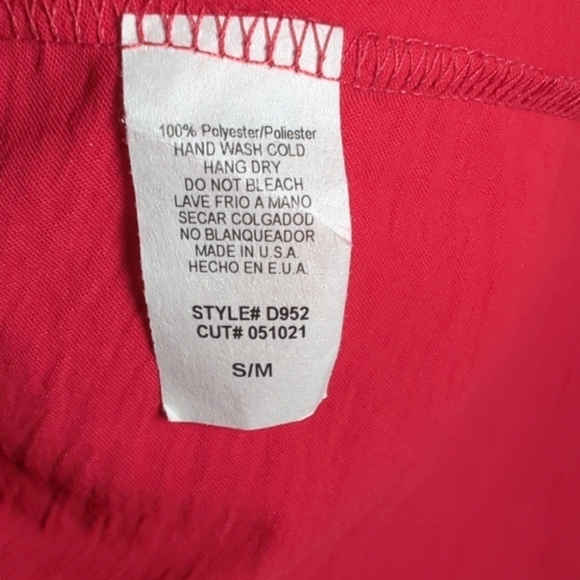 100% Polyester/Poliester
HAND WASH COLD
HANG DRY
DO NOT BLEACH
LAVE FRIO A MANO
SECAR COLGADOD
NO BLANQUEADOR
MADE IN U.S.A.
HECHO EN E.U.A.
STYLE# D952
CUT# 051021
S/M